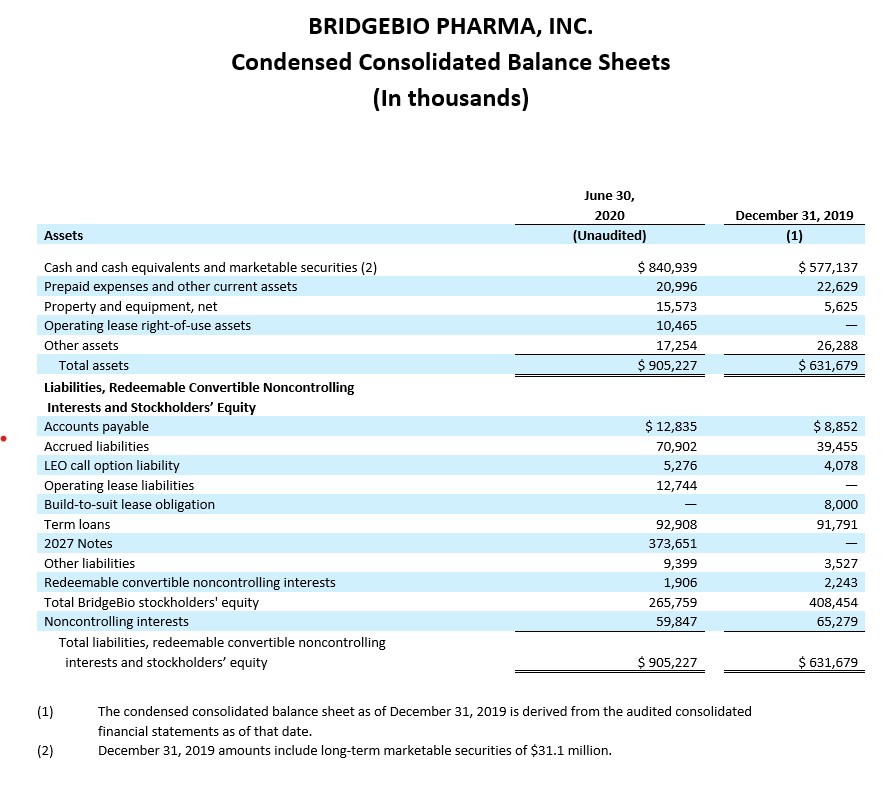 BRIDGEBIO PHARMA, INC.
Condensed Consolidated Balance Sheets
(In thousands)
June 30,
2020 December 31, 2019
Assets (Unaudited) (1)
Cash and cash equivalents and marketable securities (2) $ 840,939 $ 577,137
Prepaid expenses and other current assets 20,996 22,629
Property and equipment, net 15,573 5,625
Operating lease right-of-use assets 10,465 —
Other assets 17,254 26,288
Total assets $ 905,227 $ 631,679
Liabilities, Redeemable Convertible Noncontrolling
Interests and Stockholders’ Equity
Accounts payable $ 12,835 $ 8,852
Accrued liabilities 70,902 39,455
LEO call option liability 5,276 4,078
Operating lease liabilities 12,744 —
Build-to-suit lease obligation — 8,000
Term loans 92,908 91,791
2027 Notes 373,651 —
Other liabilities 9,399 3,527
Redeemable convertible noncontrolling interests 1,906 2,243
Total BridgeBio stockholders' equity 265,759 408,454
Noncontrolling interests 59,847 65,279
Total liabilities, redeemable convertible noncontrolling
interests and stockholders’ equity $ 905,227 $ 631,679
(1) The condensed consolidated balance sheet as of December 31, 2019 is derived from the audited consolidated
financial statements as of that date.
(2) December 31, 2019 amounts include long-term marketable securities of $31.1 million.